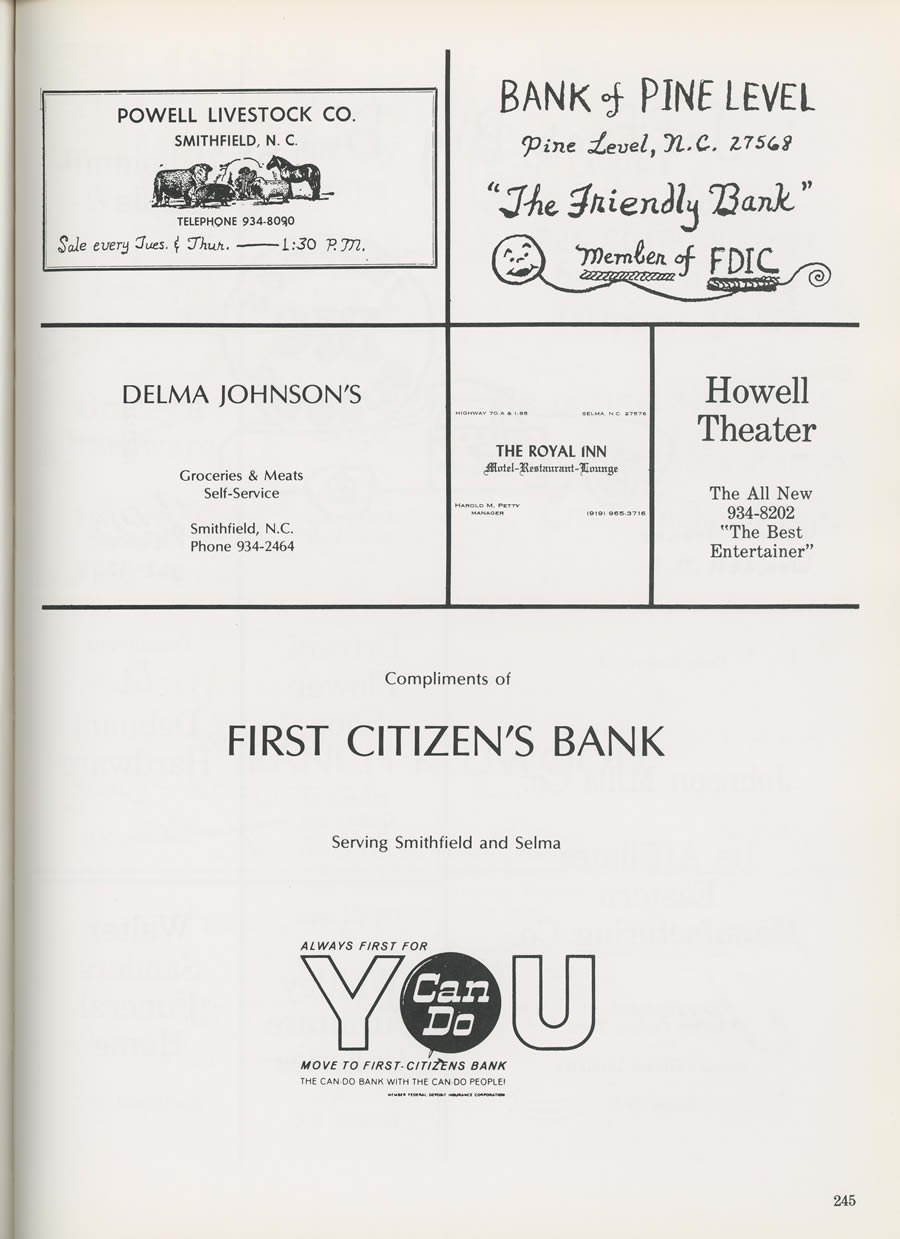 POWELL LIVESTOCK CO.
SMITHFIELD, N. C.
TELEPHONE 934-8090
Sale every Tues. & Thur. — 1:30 P.M.
BANK of PINE LEVEL
Pine Level, N.C. 27568
"The Friendly Bank"
Member of FDIC
DELMA JOHNSON'S
Groceries & Meats
Self-Service
Smithfield, N.C.
Phone 934-2464
HIGHWAY 70-A & I-95 SELMA, N.C. 27576
THE ROYAL INN
Motel-Restaurant-Lounge
HAROLD M. PETTY
MANAGER (919) 965-3716
Howell
Theater
The All New
934-8202
"The Best
Entertainer"
Compliments of
FIRST CITIZEN'S BANK
Serving Smithfield and Selma
ALWAYS FIRST FOR
YOU
Can
Do
MOVE TO FIRST-CITIZENS BANK
THE CAN-DO BANK WITH THE CAN-DO PEOPLE!
MEMBER FEDERAL DEPOSIT INSURANCE CORPORATION
245